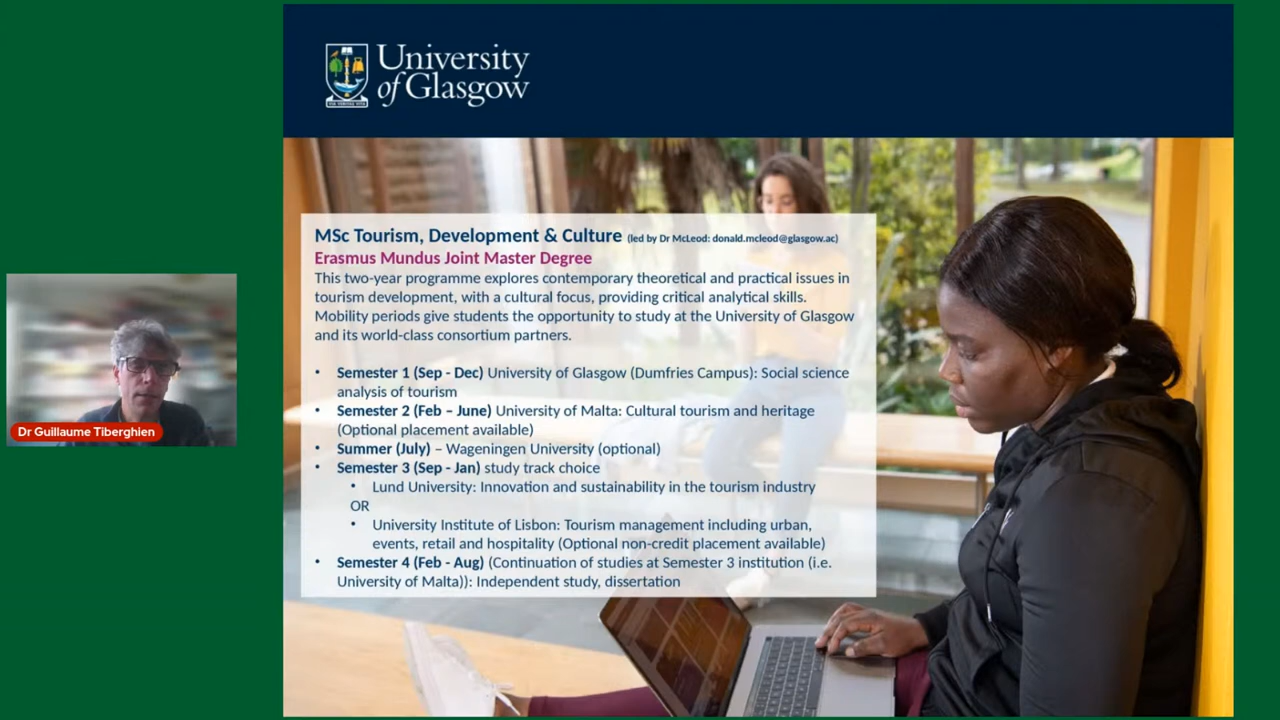 University
of Glasgow
MSc Tourism, Development & Culture (led by Dr McLeod: donald.mcleod@glasgow.ac)
Erasmus Mundus Joint Master Degree
This two-year programme explores contemporary theoretical and practical issues in
tourism development, with a cultural focus, providing critical analytical skills.
Mobility periods give students the opportunity to study at the University of Glasgow
and its world-class consortium partners.
• Semester 1 (Sep - Dec) University of Glasgow (Dumfries Campus): Social science
analysis of tourism
• Semester 2 (Feb – June) University of Malta: Cultural tourism and heritage
(Optional placement available)
• Summer (July) – Wageningen University (optional)
• Semester 3 (Sep - Jan) study track choice
• Lund University: Innovation and sustainability in the tourism industry
OR
• University Institute of Lisbon: Tourism management including urban,
events, retail and hospitality (Optional non-credit placement available)
• Semester 4 (Feb - Aug) (Continuation of studies at Semester 3 institution (i.e.
University of Malta)): Independent study, dissertation
Dr Guillaume Tiberghien